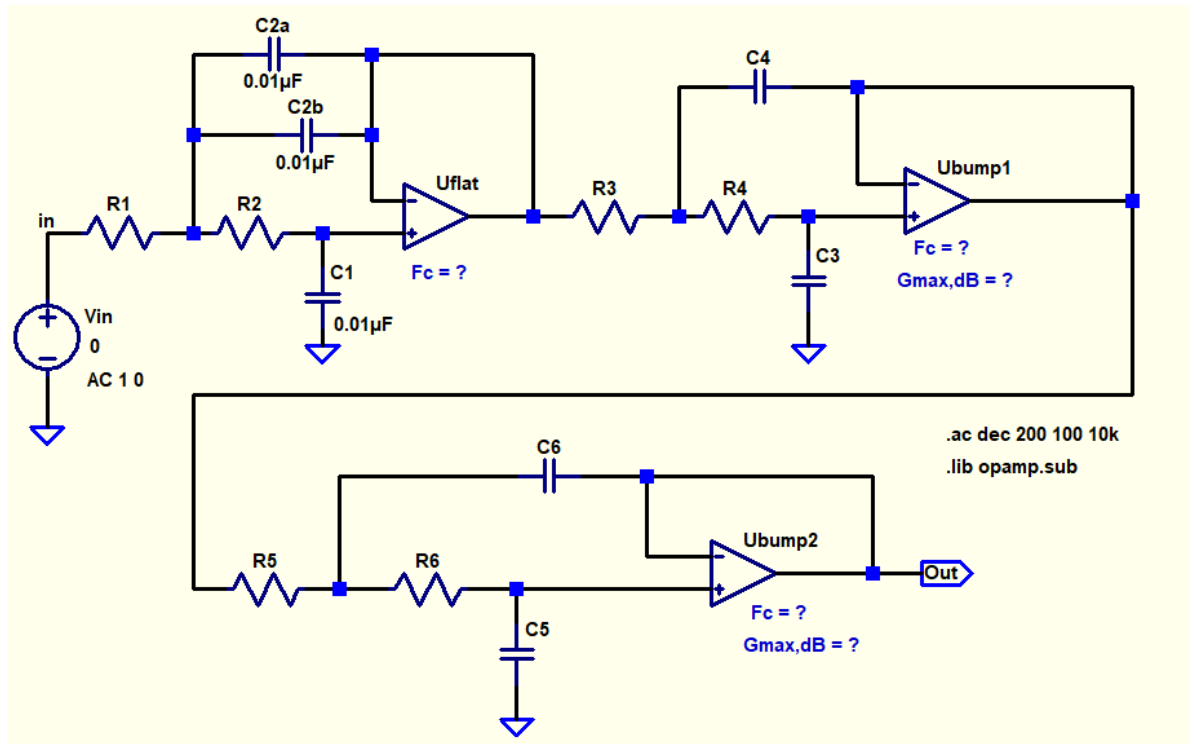 C2a
0.01µF
C2b
0.01µF
in
R1
R2
Uflat
Fc = ?
C1
0.01µF
Vin
0
AC 1 0
R3
C4
R4
Ubump1
Fc = ?
Gmax,dB = ?
C3
.ac dec 200 100 10k
.lib opamp.sub
C6
R5
R6
Ubump2
Out
Fc = ?
Gmax,dB = ?
C5